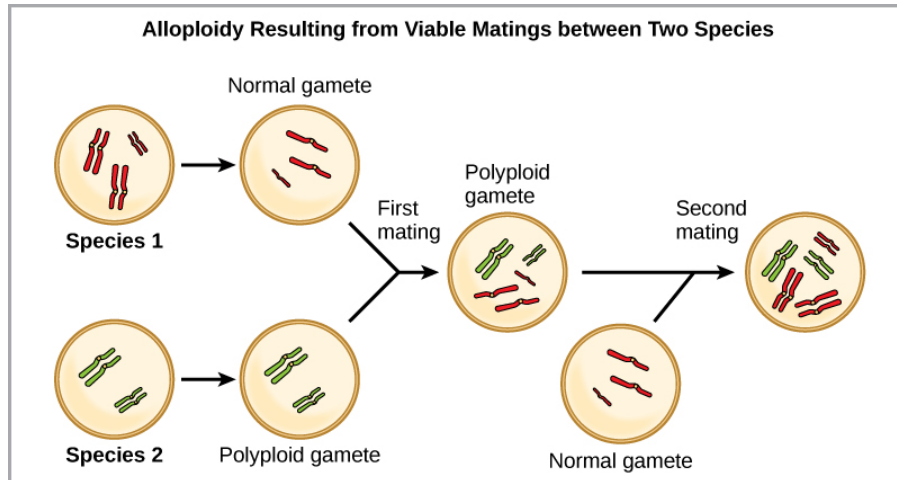 Alloploidy Resulting from Viable Matings between Two Species
Normal gamete
Species 1
First
mating
Polyploid
gamete
Second
mating
Species 2
Polyploid gamete
Normal gamete